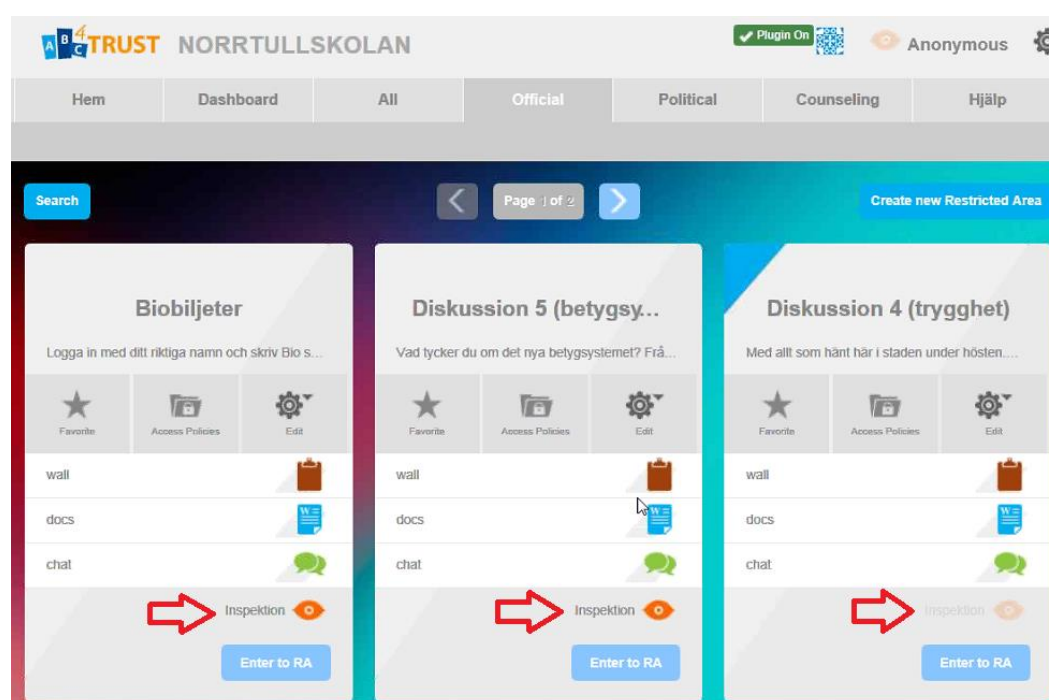 ABC4TRUST NORRTULLSKOLAN Plugin On Anonymous
Hem Dashboard All Official Political Counseling Hjälp
Search Page 1 of 2 Create new Restricted Area
Biobiljeter
Logga in med ditt riktiga namn och skriv Bio s...
Favorite Access Policies Edit
wall
docs
chat
Inspektion
Enter to RA
Diskussion 5 (betygsy...
Vad tycker du om det nya betygsystemet? Frå...
Favorite Access Policies Edit
wall
docs
chat
Inspektion
Enter to RA
Diskussion 4 (trygghet)
Med allt som hänt här i staden under hösten....
Favorite Access Policies Edit
wall
docs
chat
Inspektion
Enter to RA